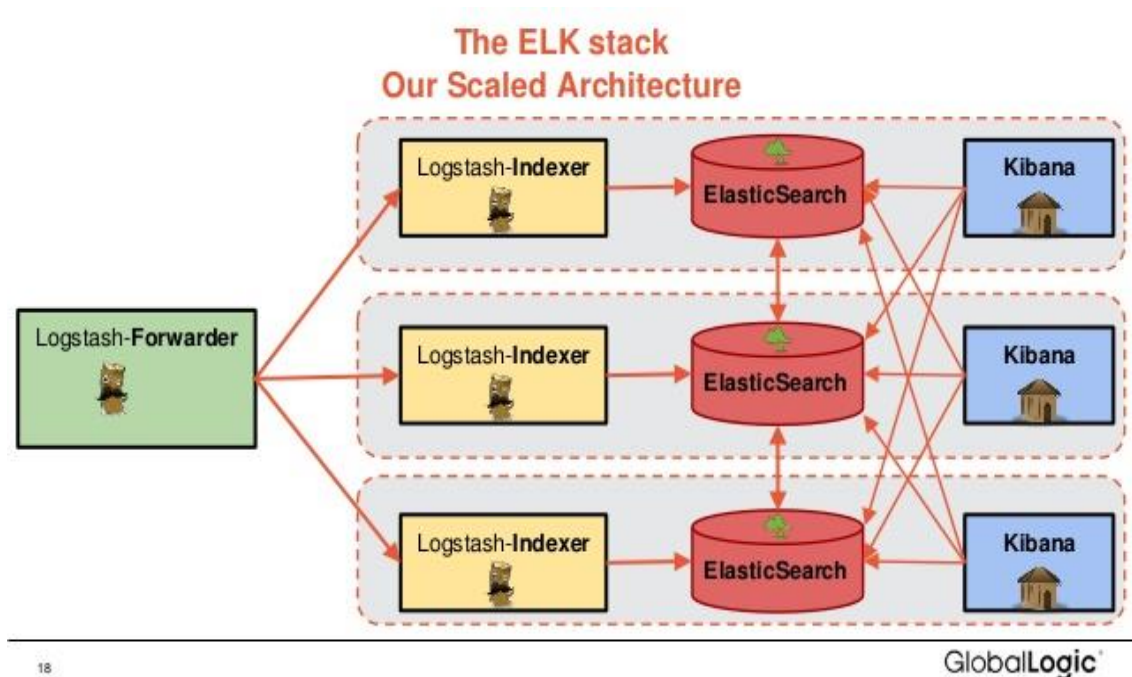 The ELK stack
Our Scaled Architecture
Logstash-Indexer
ElasticSearch
Kibana
Logstash-Forwarder
Logstash-Indexer
ElasticSearch
Kibana
Logstash-Indexer
ElasticSearch
Kibana
18
GlobalLogic